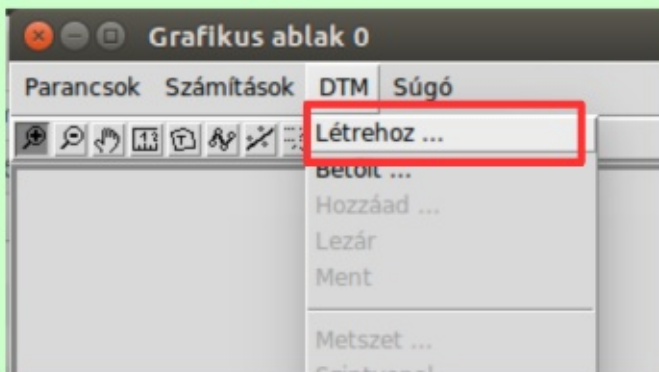 Grafikus ablak 0
Parancsok Számítások DTM Súgó
Létrehoz ...
Betölt ...
Hozzáad ...
Lezár
Ment
Metszet ...